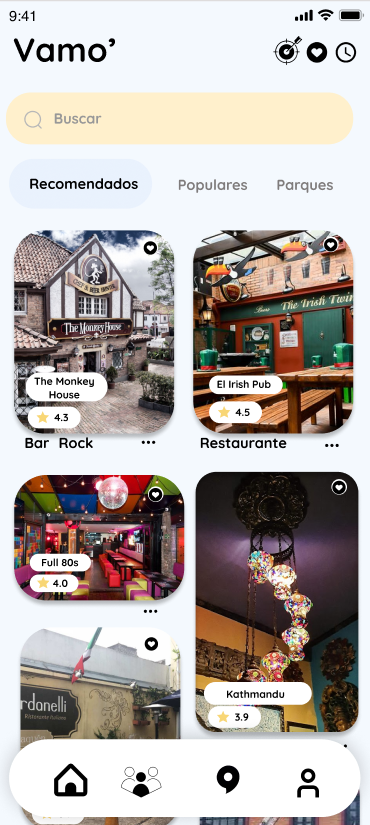 9:41
Vamo’
Buscar
Recomendados
Populares
Parques
The Monkey House
The Monkey
House
4.3
Bar Rock
The Irish Twin
El Irish Pub
4.5
Restaurante
Full 80s
4.0
Kathmandu
3.9
rdanelli
Ristorante Italiano